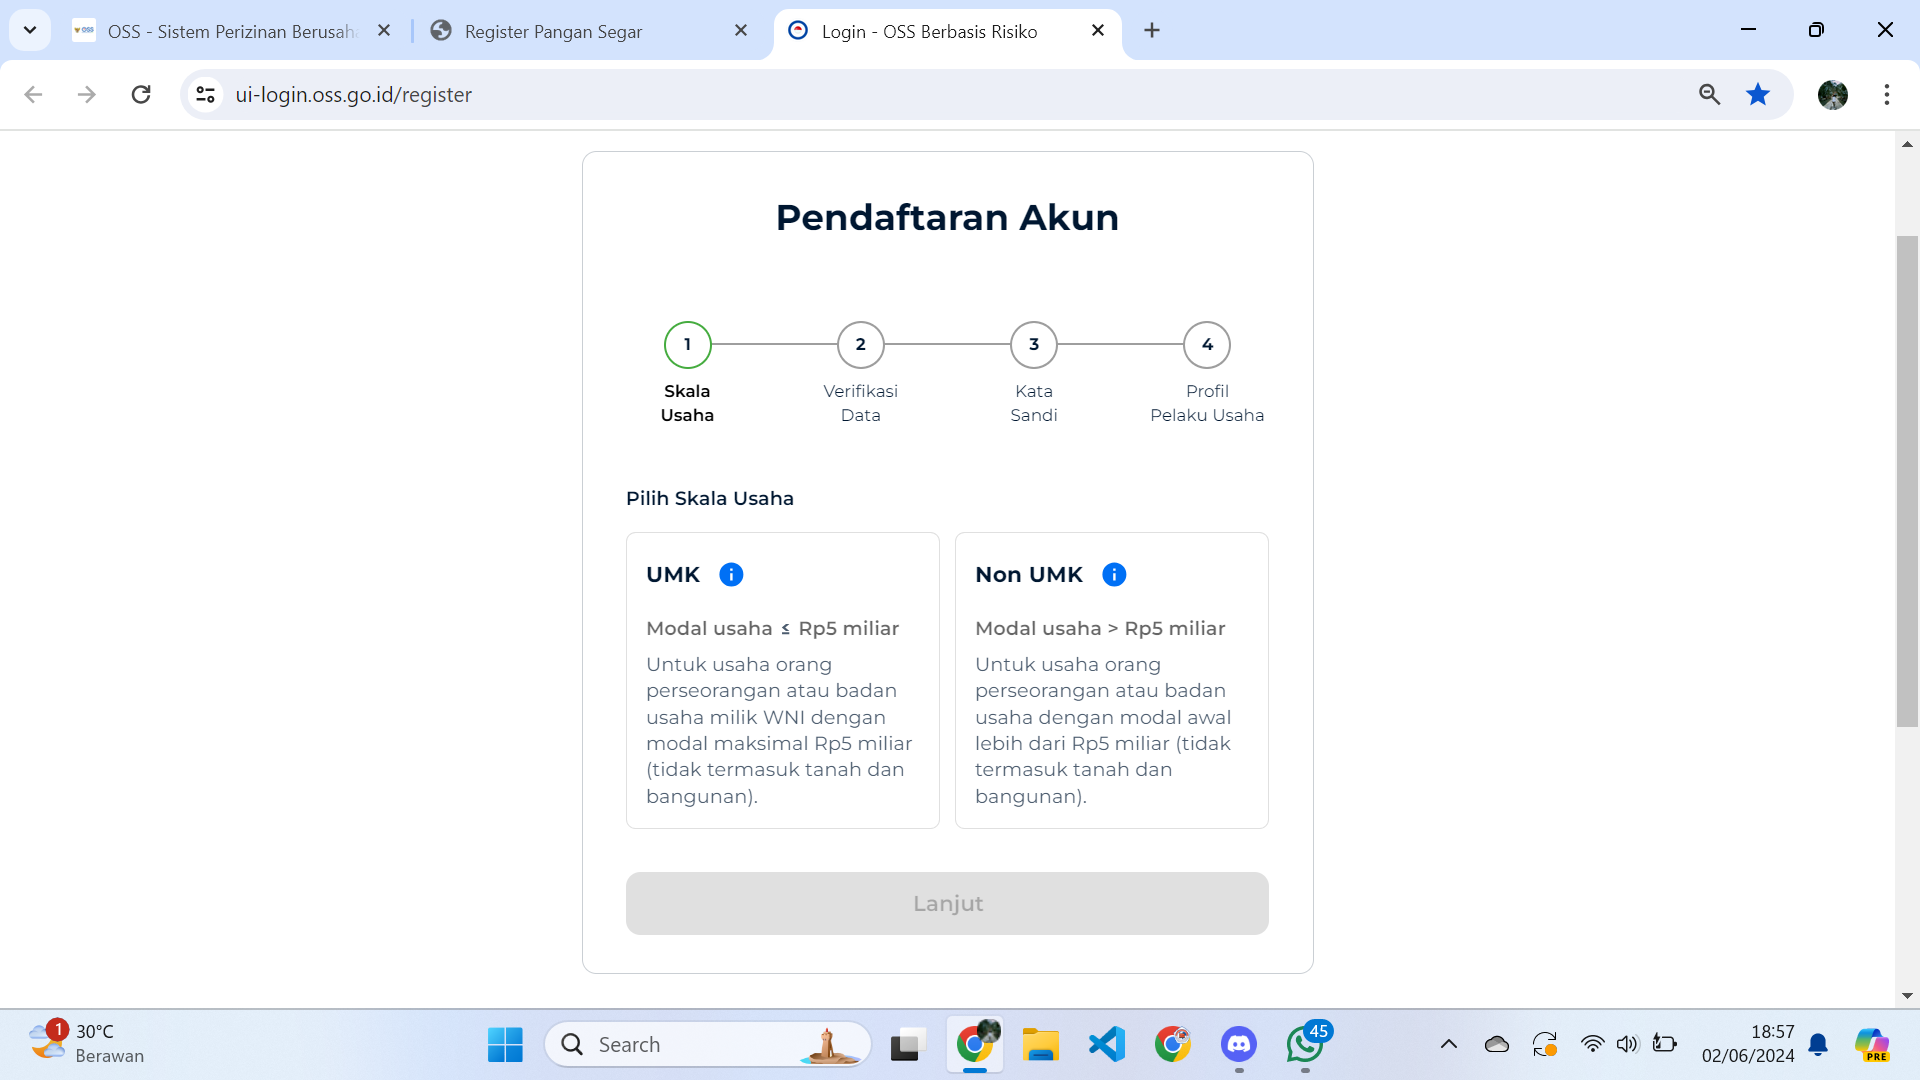 OSS - Sistem Perizinan Berusaha
Register Pangan Segar
Login - OSS Berbasis Risiko
ui-login.oss.go.id/register
Pendaftaran Akun
1
2
3
4
Skala
Usaha
Verifikasi
Data
Kata
Sandi
Profil
Pelaku Usaha
Pilih Skala Usaha
UMK
Modal usaha ≤ Rp5 miliar
Untuk usaha orang
perseorangan atau badan
usaha milik WNI dengan
modal maksimal Rp5 miliar
(tidak termasuk tanah dan
bangunan).
Non UMK
Modal usaha > Rp5 miliar
Untuk usaha orang
perseorangan atau badan
usaha dengan modal awal
lebih dari Rp5 miliar (tidak
termasuk tanah dan
bangunan).
Lanjut
1
30°C
Berawan
Search
45
18:57
02/06/2024
PRE